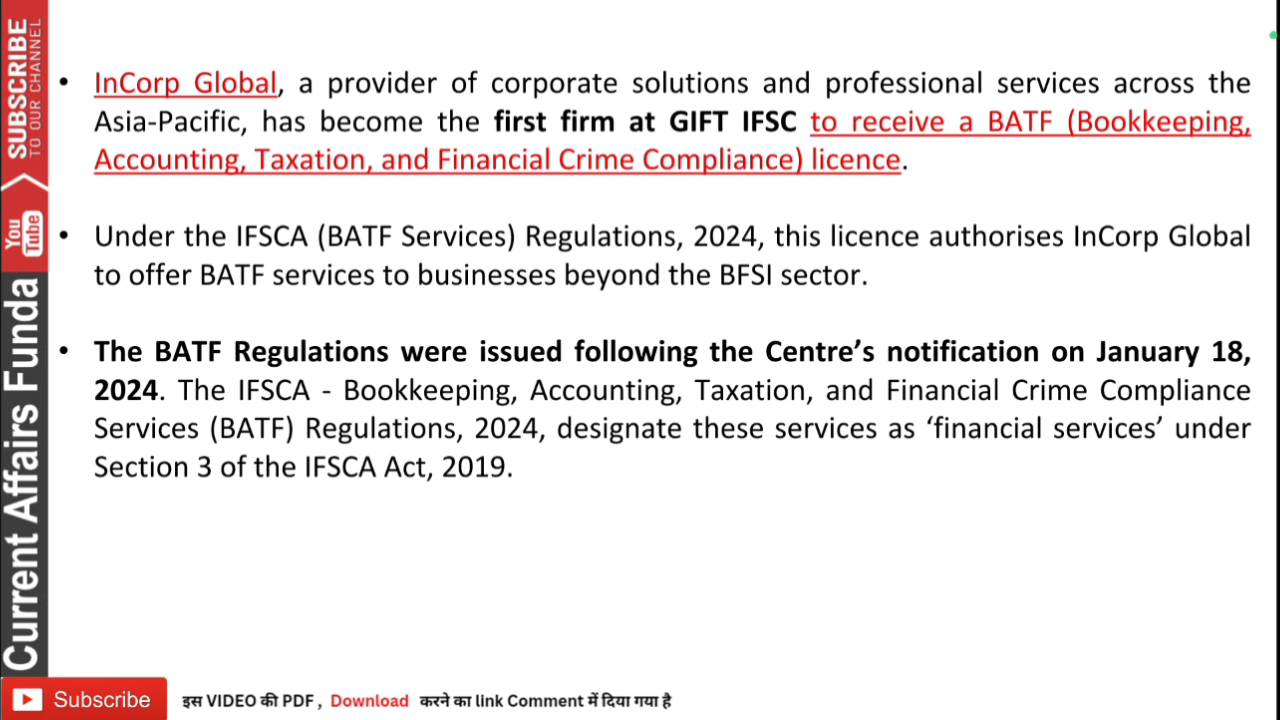 SUBSCRIBE
TO OUR CHANNEL
You
Tube
Current Affairs Funda
• InCorp Global, a provider of corporate solutions and professional services across the
Asia-Pacific, has become the first firm at GIFT IFSC to receive a BATF (Bookkeeping,
Accounting, Taxation, and Financial Crime Compliance) licence.
• Under the IFSCA (BATF Services) Regulations, 2024, this licence authorises InCorp Global
to offer BATF services to businesses beyond the BFSI sector.
• The BATF Regulations were issued following the Centre’s notification on January 18,
2024. The IFSCA - Bookkeeping, Accounting, Taxation, and Financial Crime Compliance
Services (BATF) Regulations, 2024, designate these services as ‘financial services’ under
Section 3 of the IFSCA Act, 2019.
Subscribe
इस VIDEO की PDF , Download करने का link Comment में दिया गया है